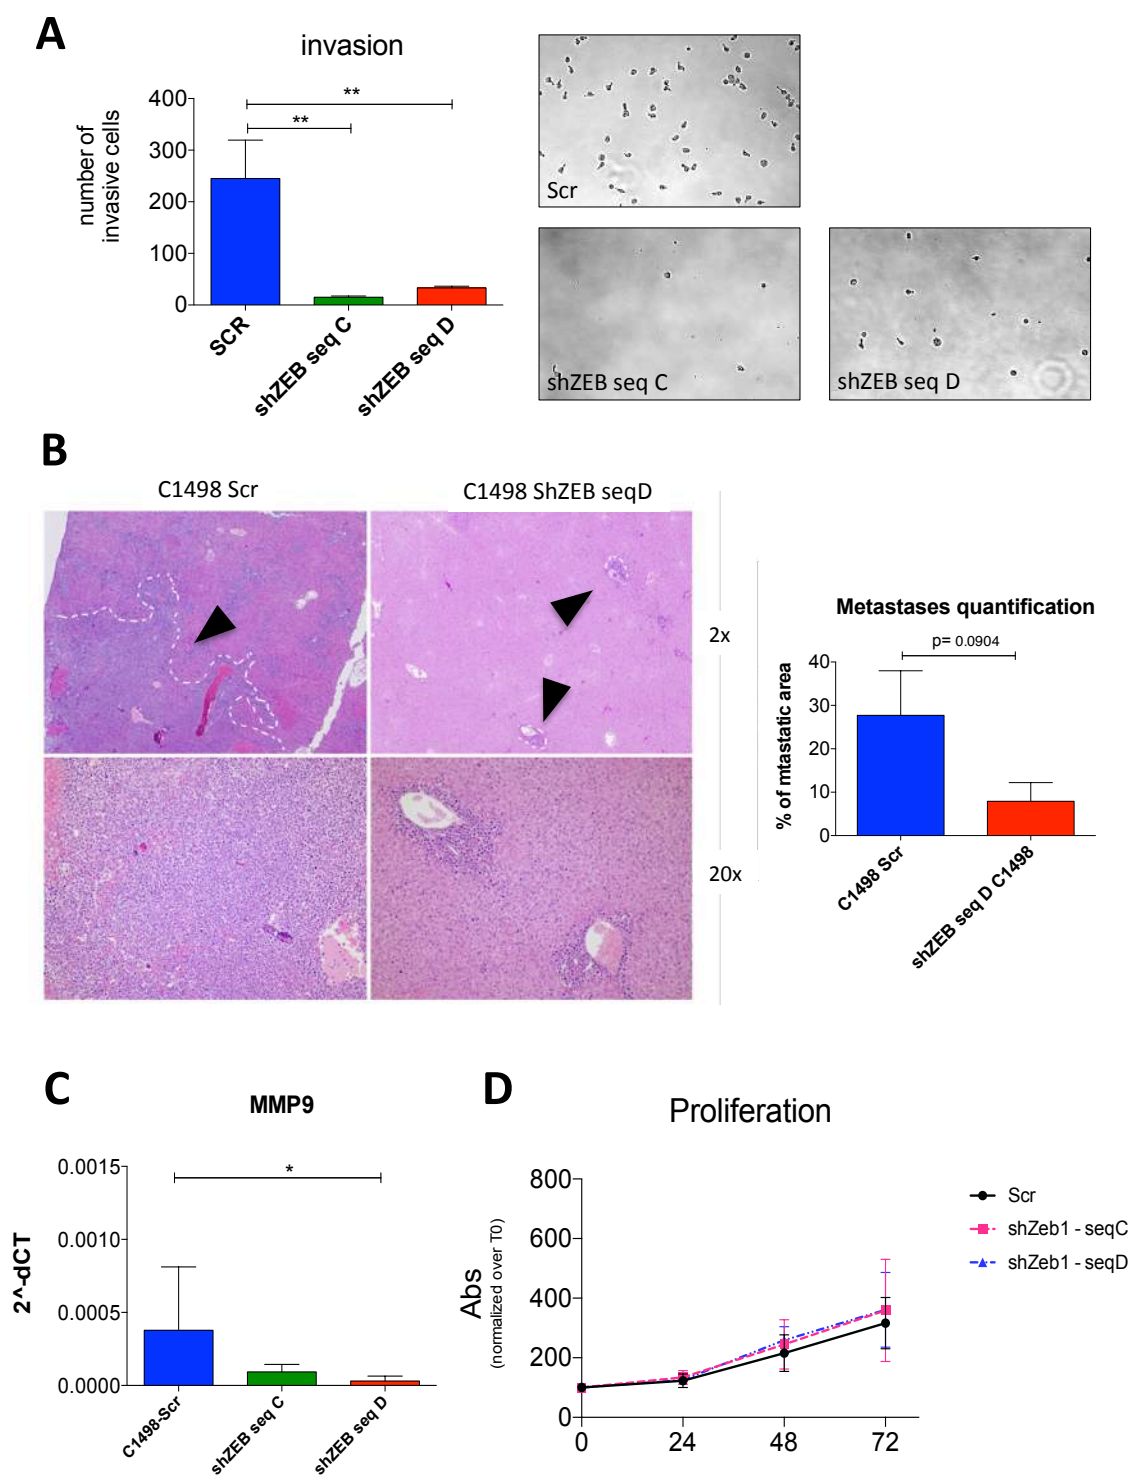 A
invasion
number of
invasive cells
400
300
200
100
0
**
**
SCR
shZEB seq C
shZEB seq D
Scr
shZEB seq C
shZEB seq D
B
C1498 Scr
C1498 ShZEB seqD
2x
20x
Metastases quantification
p= 0.0904
% of mtastatic area
40
30
20
10
0
C1498 Scr
shZEB seq D C1498
C
MMP9
2^-dCT
0.0015
0.0010
0.0005
0.0000
*
C1498-Scr
shZEB seq C
shZEB seq D
D
Proliferation
Abs
(normalized over T0)
800
600
400
200
0
0 24 48 72
Scr
shZeb1 - seqC
shZeb1 - seqD